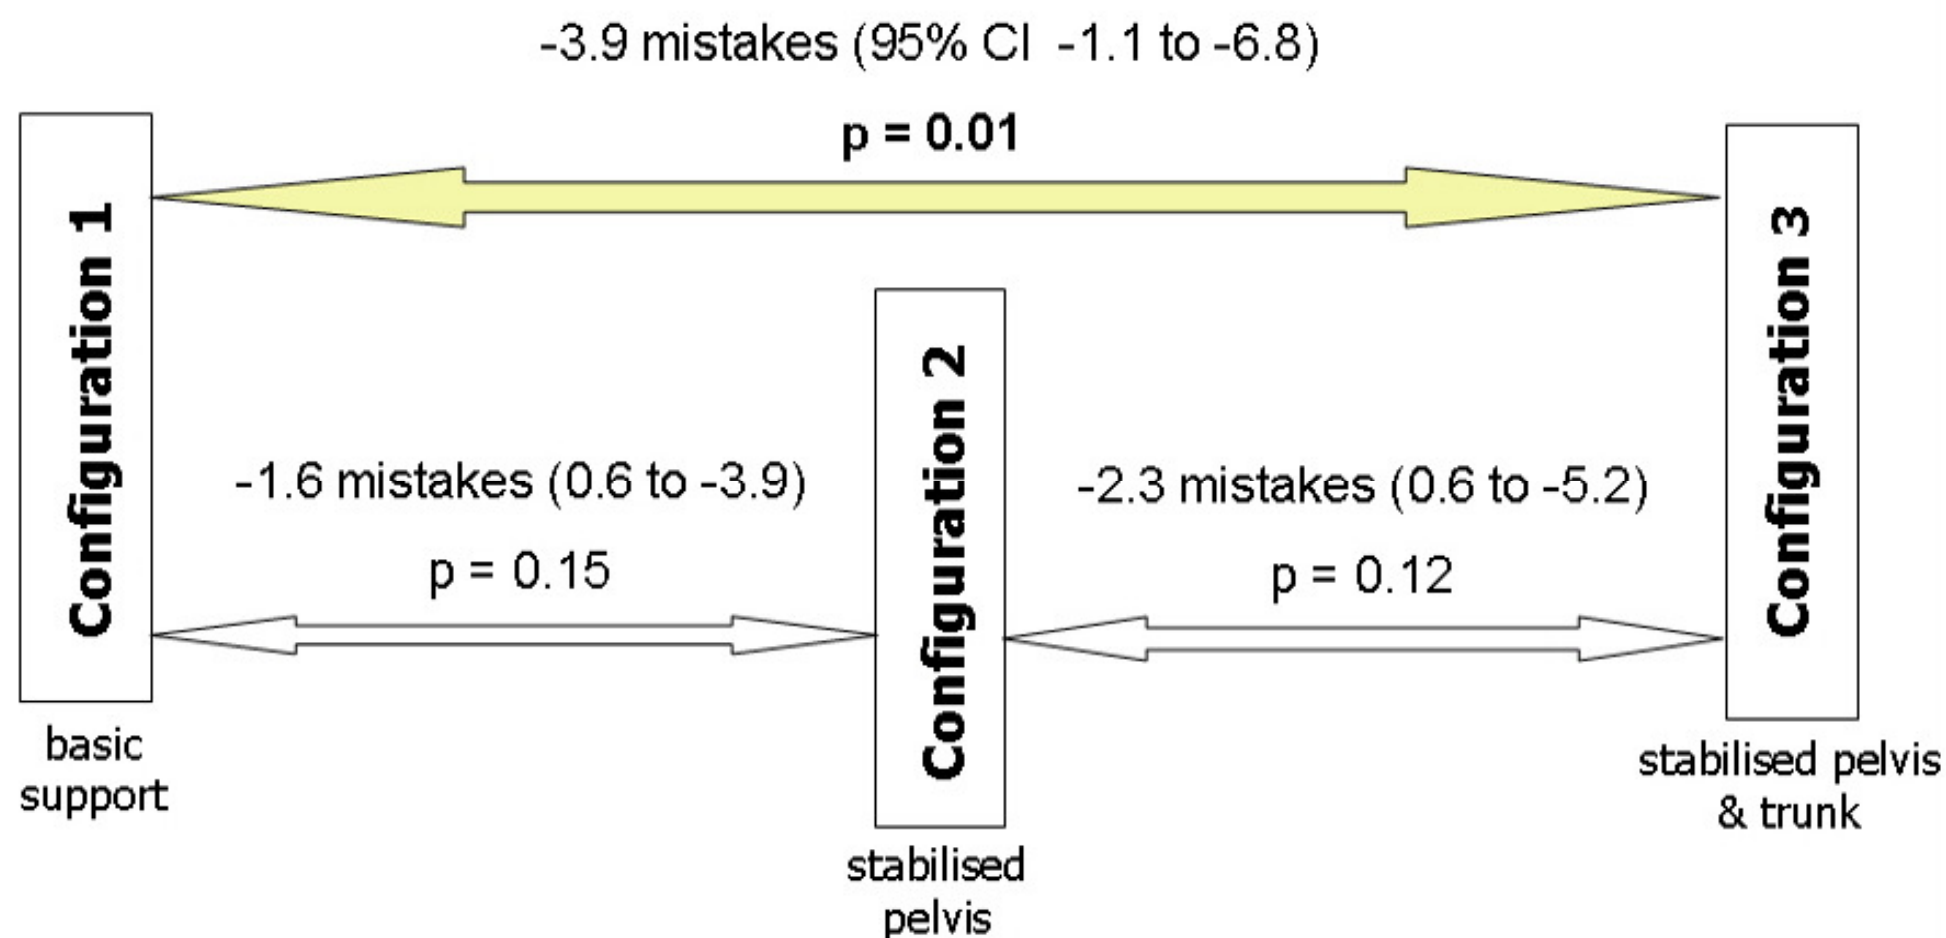 -3.9 mistakes (95% CI -1.1 to -6.8)
p = 0.01
Configuration 1
Configuration 2
Configuration 3
-1.6 mistakes (0.6 to -3.9)
p = 0.15
-2.3 mistakes (0.6 to -5.2)
p = 0.12
basic
support
stabilised
pelvis
stabilised pelvis
& trunk